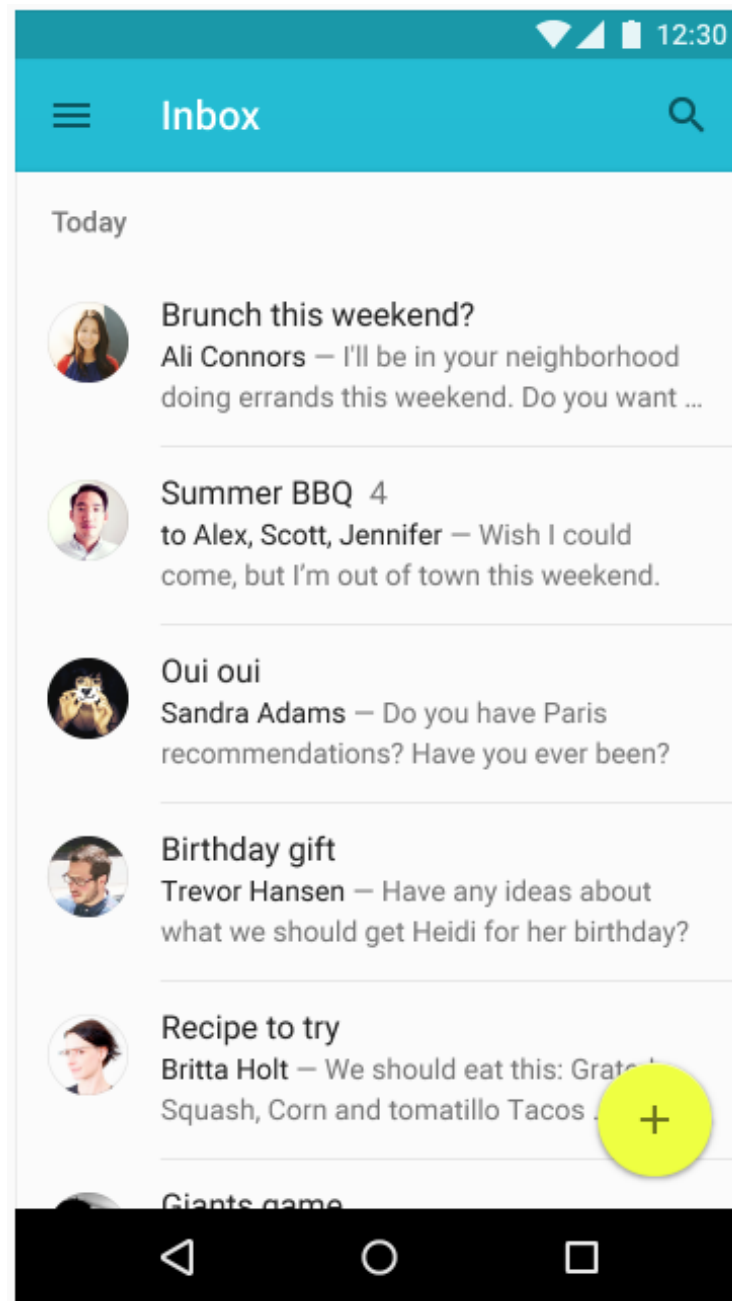 12:30
Inbox
Today
Brunch this weekend?
Ali Connors — I'll be in your neighborhood
doing errands this weekend. Do you want …
Summer BBQ 4
to Alex, Scott, Jennifer — Wish I could
come, but I’m out of town this weekend.
Oui oui
Sandra Adams — Do you have Paris
recommendations? Have you ever been?
Birthday gift
Trevor Hansen — Have any ideas about
what we should get Heidi for her birthday?
Recipe to try
Britta Holt — We should eat this:
Squash, Corn and tomatillo Tacos
Giants game